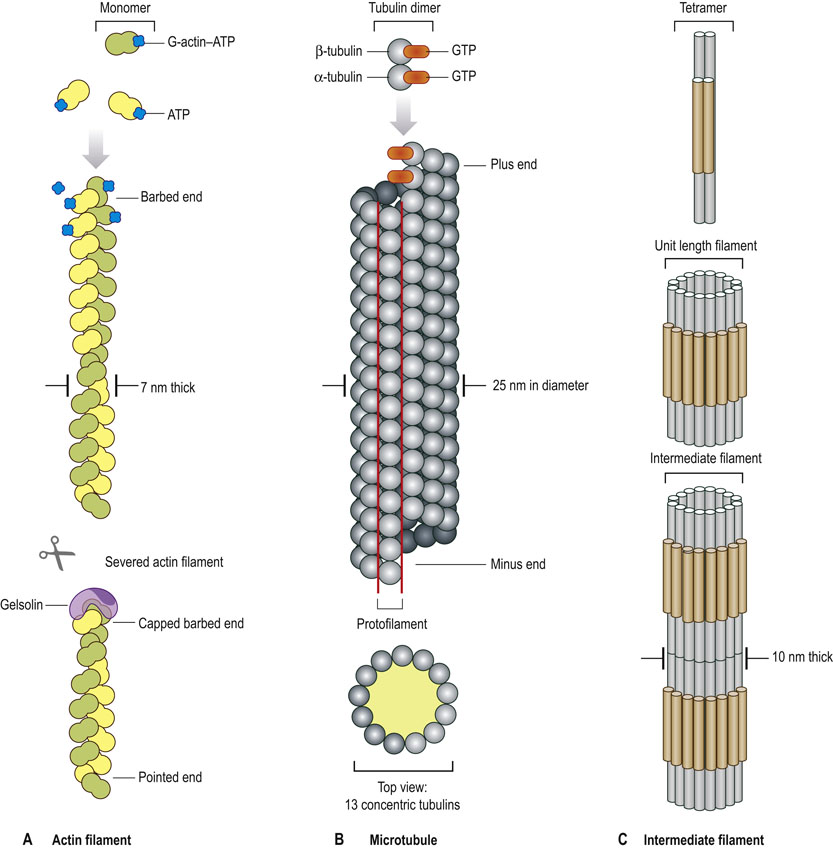 Monomer
G-actin–ATP
ATP
Barbed end
7 nm thick
Severed actin filament
Gelsolin
Capped barbed end
Pointed end
A Actin filament
Tubulin dimer
β-tubulin
GTP
α-tubulin
GTP
Plus end
25 nm in diameter
Minus end
Protofilament
Top view:
13 concentric tubulins
B Microtubule
Tetramer
Unit length filament
Intermediate filament
10 nm thick
C Intermediate filament